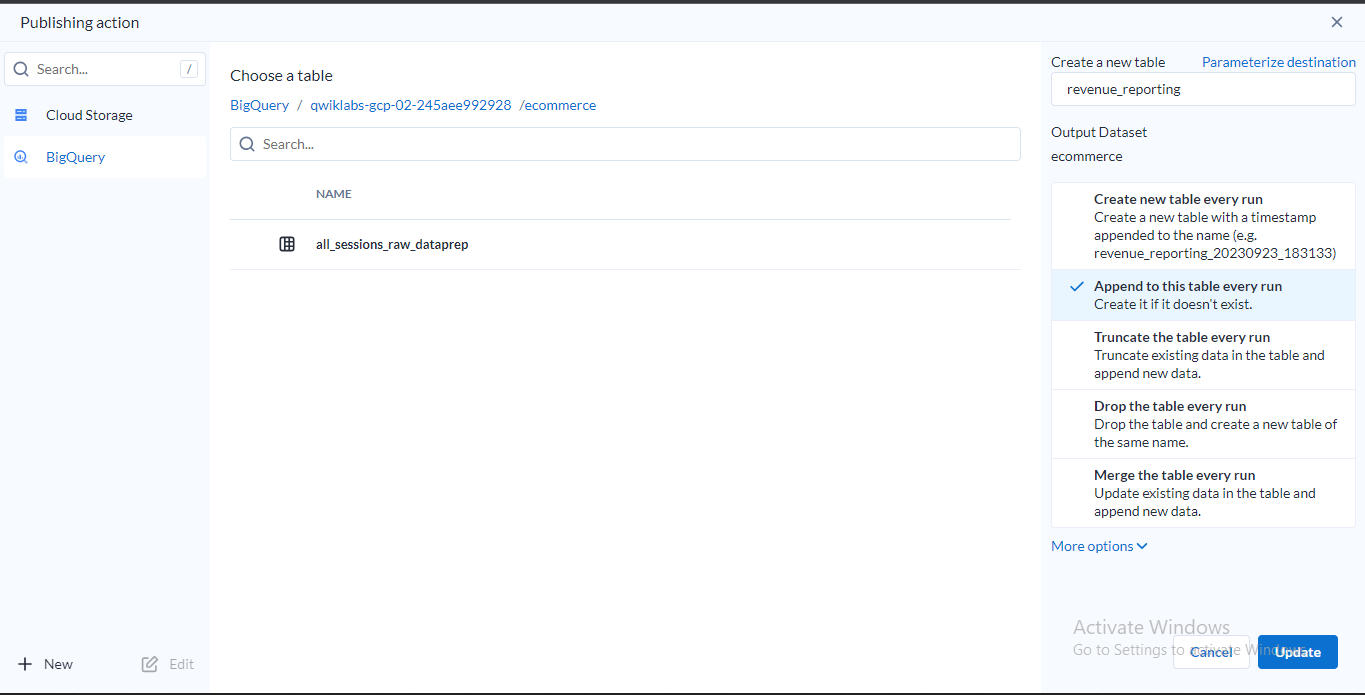 Publishing action
Search...
/
Cloud Storage
BigQuery
New
Edit
Choose a table
BigQuery / qwiklabs-gcp-02-245aee992928 /ecommerce
Search...
NAME
all_sessions_raw_dataprep
Create a new table Parameterize destination
revenue_reporting
Output Dataset
ecommerce
Create new table every run
Create a new table with a timestamp
appended to the name (e.g.
revenue_reporting_20230923_183133)
Append to this table every run
Create it if it doesn't exist.
Truncate the table every run
Truncate existing data in the table and
append new data.
Drop the table every run
Drop the table and create a new table of
the same name.
Merge the table every run
Update existing data in the table and
append new data.
More options
Activate Windows
Go to Settings to activate Windows.
Cancel
Update